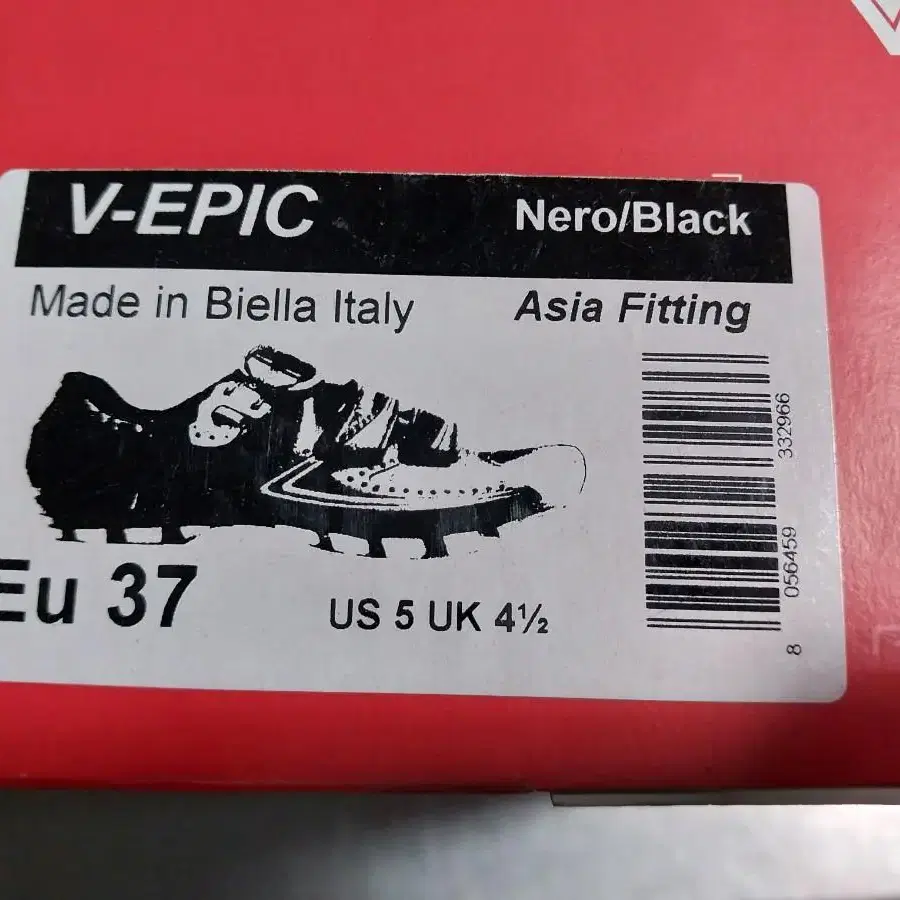 V-EPIC
Nero/Black
Made in Biella Italy
Asia Fitting
Eu 37
US 5 UK 4½
8 056459 332966